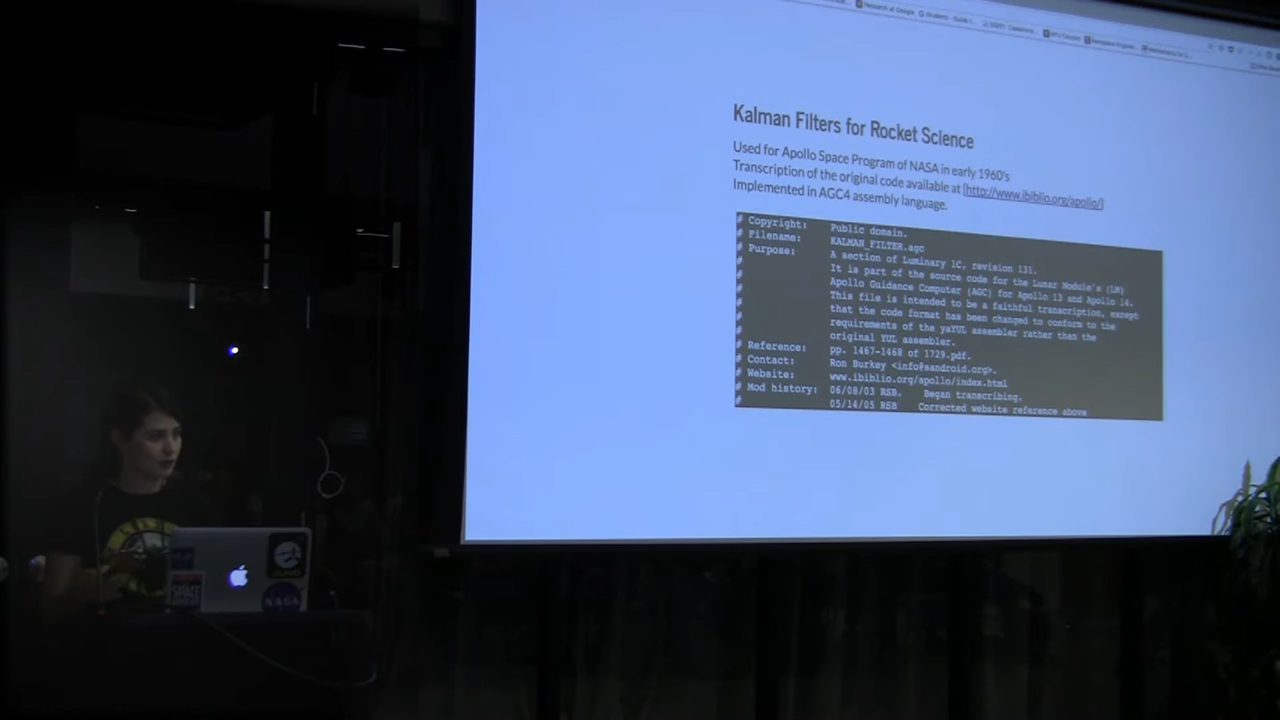 Research at Google
Kalman Filters for Rocket Science
Used for Apollo Space Program of NASA in early 1960's
Transcription of the original code available at [http://www.ibiblio.org/apollo/]
Implemented in AGC4 assembly language.
# Copyright: Public domain.
# Filename: KALMAN_FILTER.agc
# Purpose: A section of Luminary 1C, revision 131.
# It is part of the source code for the Lunar Module's (LM)
# Apollo Guidance Computer (AGC) for Apollo 13 and Apollo 14.
# This file is intended to be a faithful transcription, except
# that the code format has been changed to conform to the
# requirements of the yaYUL assembler rather than the
# original YUL assembler.
# Reference: pp. 1467-1468 of 1729.pdf.
# Contact: Ron Burkey <info@sandroid.org>.
# Website: www.ibiblio.org/apollo/index.html
# Mod history: 06/08/03 RSB. Began transcribing.
# 05/14/05 RSB Corrected website reference above
SPACE
NASA